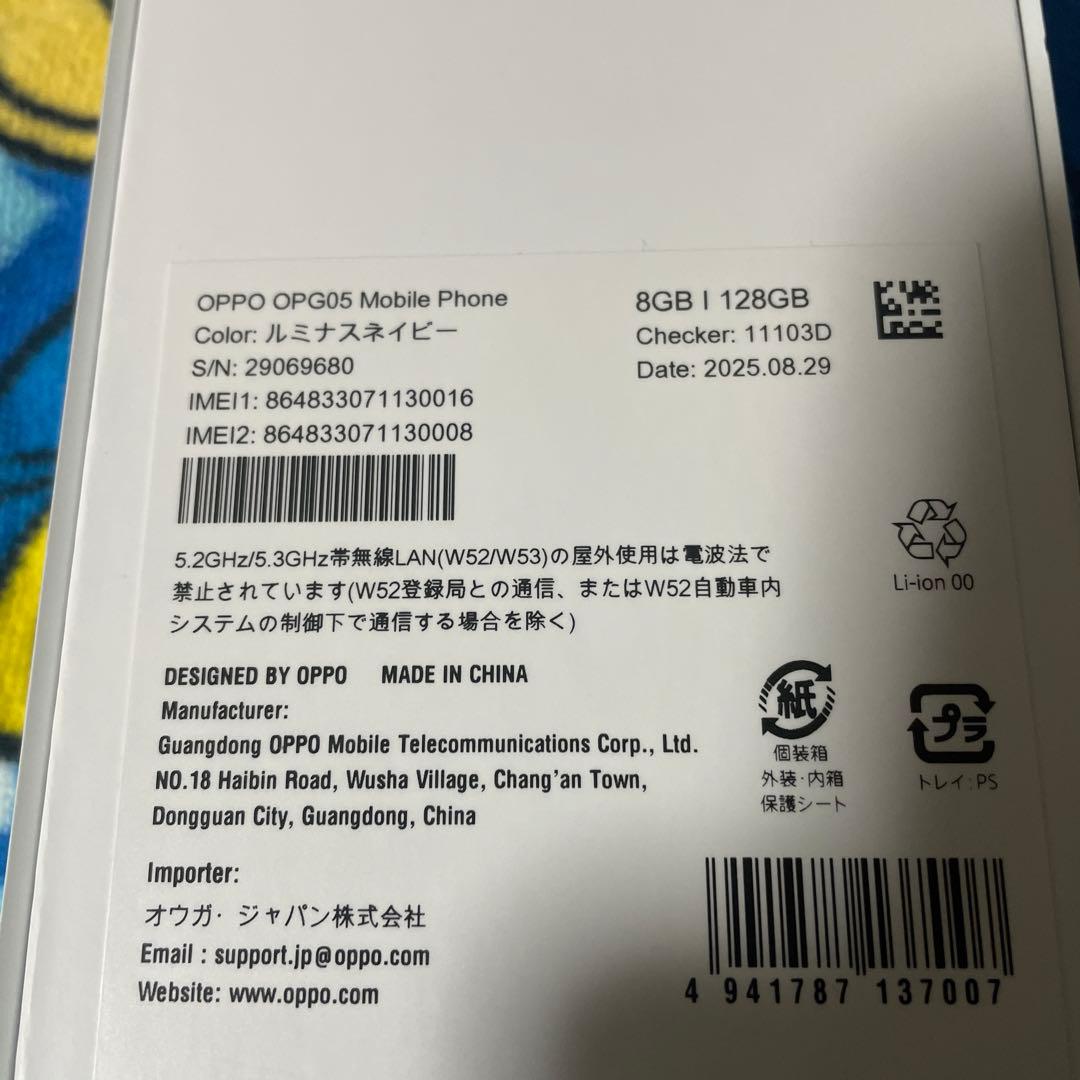 OPPO OPG05 Mobile Phone
Color: ルミナスネイビー
S/N: 29069680
IMEI1: 864833071130016
IMEI2: 864833071130008
8GB | 128GB
Checker: 11103D
Date: 2025.08.29
5.2GHz/5.3GHz帯無線LAN(W52/W53)の屋外使用は電波法で
禁止されています(W52登録局との通信、またはW52自動車内
システムの制御下で通信する場合を除く)
Li-ion 00
DESIGNED BY OPPO MADE IN CHINA
Manufacturer:
Guangdong OPPO Mobile Telecommunications Corp., Ltd.
NO.18 Haibin Road, Wusha Village, Chang'an Town,
Dongguan City, Guangdong, China
紙
個装箱
外装・内箱
保護シート
プラ
トレイ:PS
Importer:
オウガ・ジャパン株式会社
Email : support.jp@oppo.com
Website: www.oppo.com
4 941787 137007